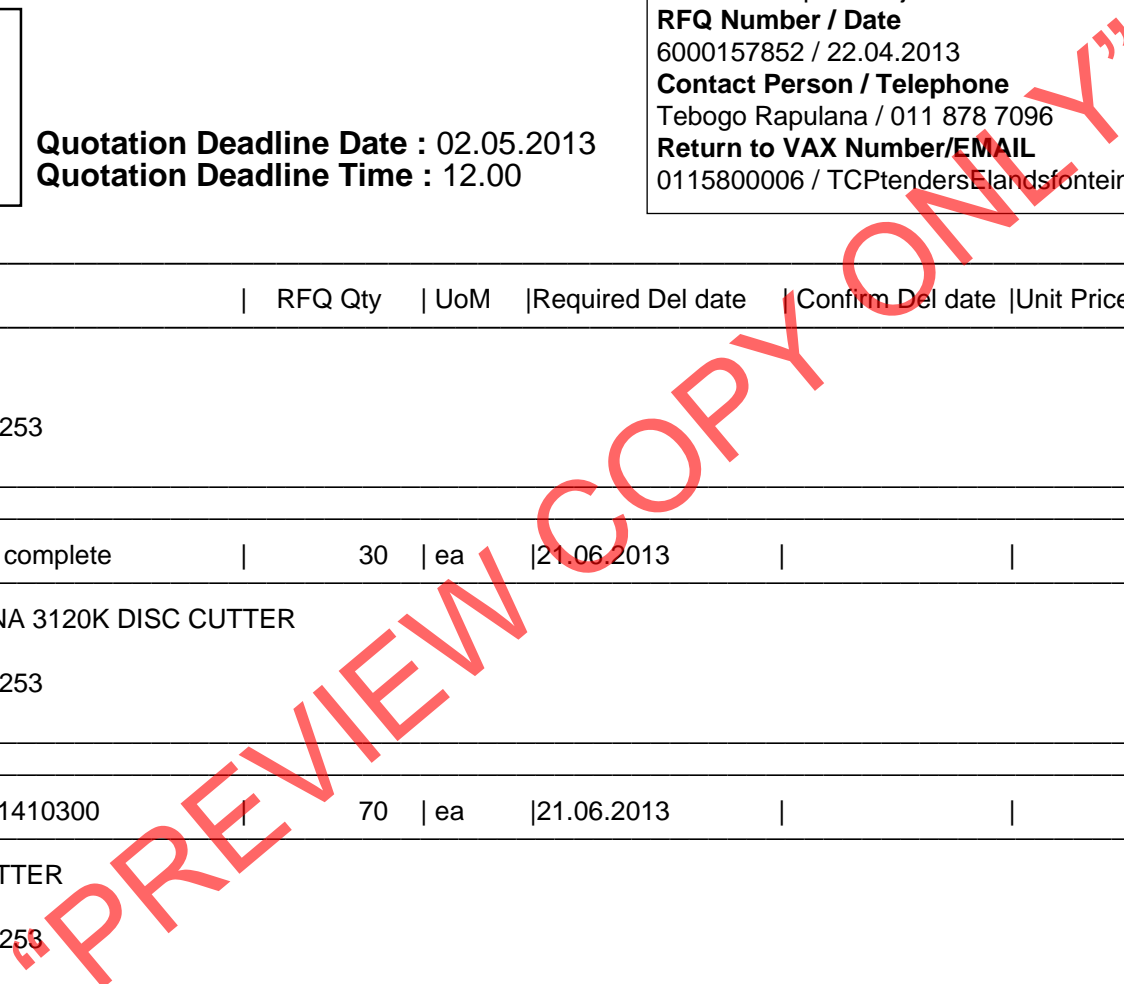 RFQ Number / Date
6000157852 / 22.04.2013
Contact Person / Telephone
Tebogo Rapulana / 011 878 7096
Return to VAX Number/EMAIL
0115800006 / TCPtendersElandsfontein
Quotation Deadline Date : 02.05.2013
Quotation Deadline Time : 12.00
| RFQ Qty | UoM |Required Del date | Confirm Del date |Unit Price
253
complete | 30 | ea |21.06.2013 | |
NA 3120K DISC CUTTER
253
1410300 | 70 | ea |21.06.2013 | |
TTER
253
“PREVIEW COPY ONLY”